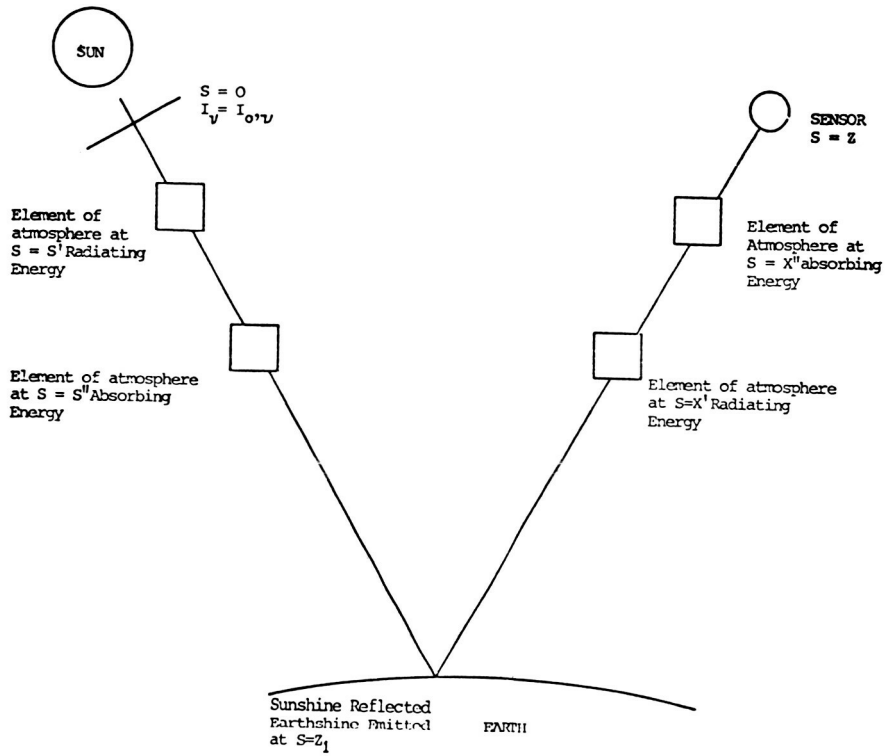 SUN
S = O
I_ν = I_o,ν
SENSOR
S = Z
Element of
atmosphere at
S = S' Radiating
Energy
Element of
Atmosphere at
S = X" absorbing
Energy
Element of atmosphere
at S = S" Absorbing
Energy
Element of atmosphere
at S=X' Radiating
Energy
Sunshine Reflected
Earthshine Emitted EARTH
at S=Z₁